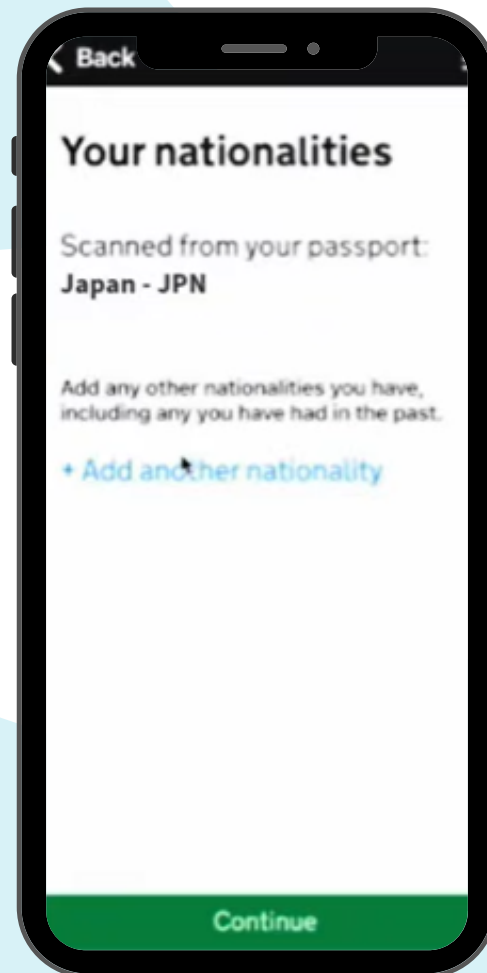 Back
Your nationalities
Scanned from your passport:
Japan - JPN
Add any other nationalities you have,
including any you have had in the past.
+ Add another nationality
Continue